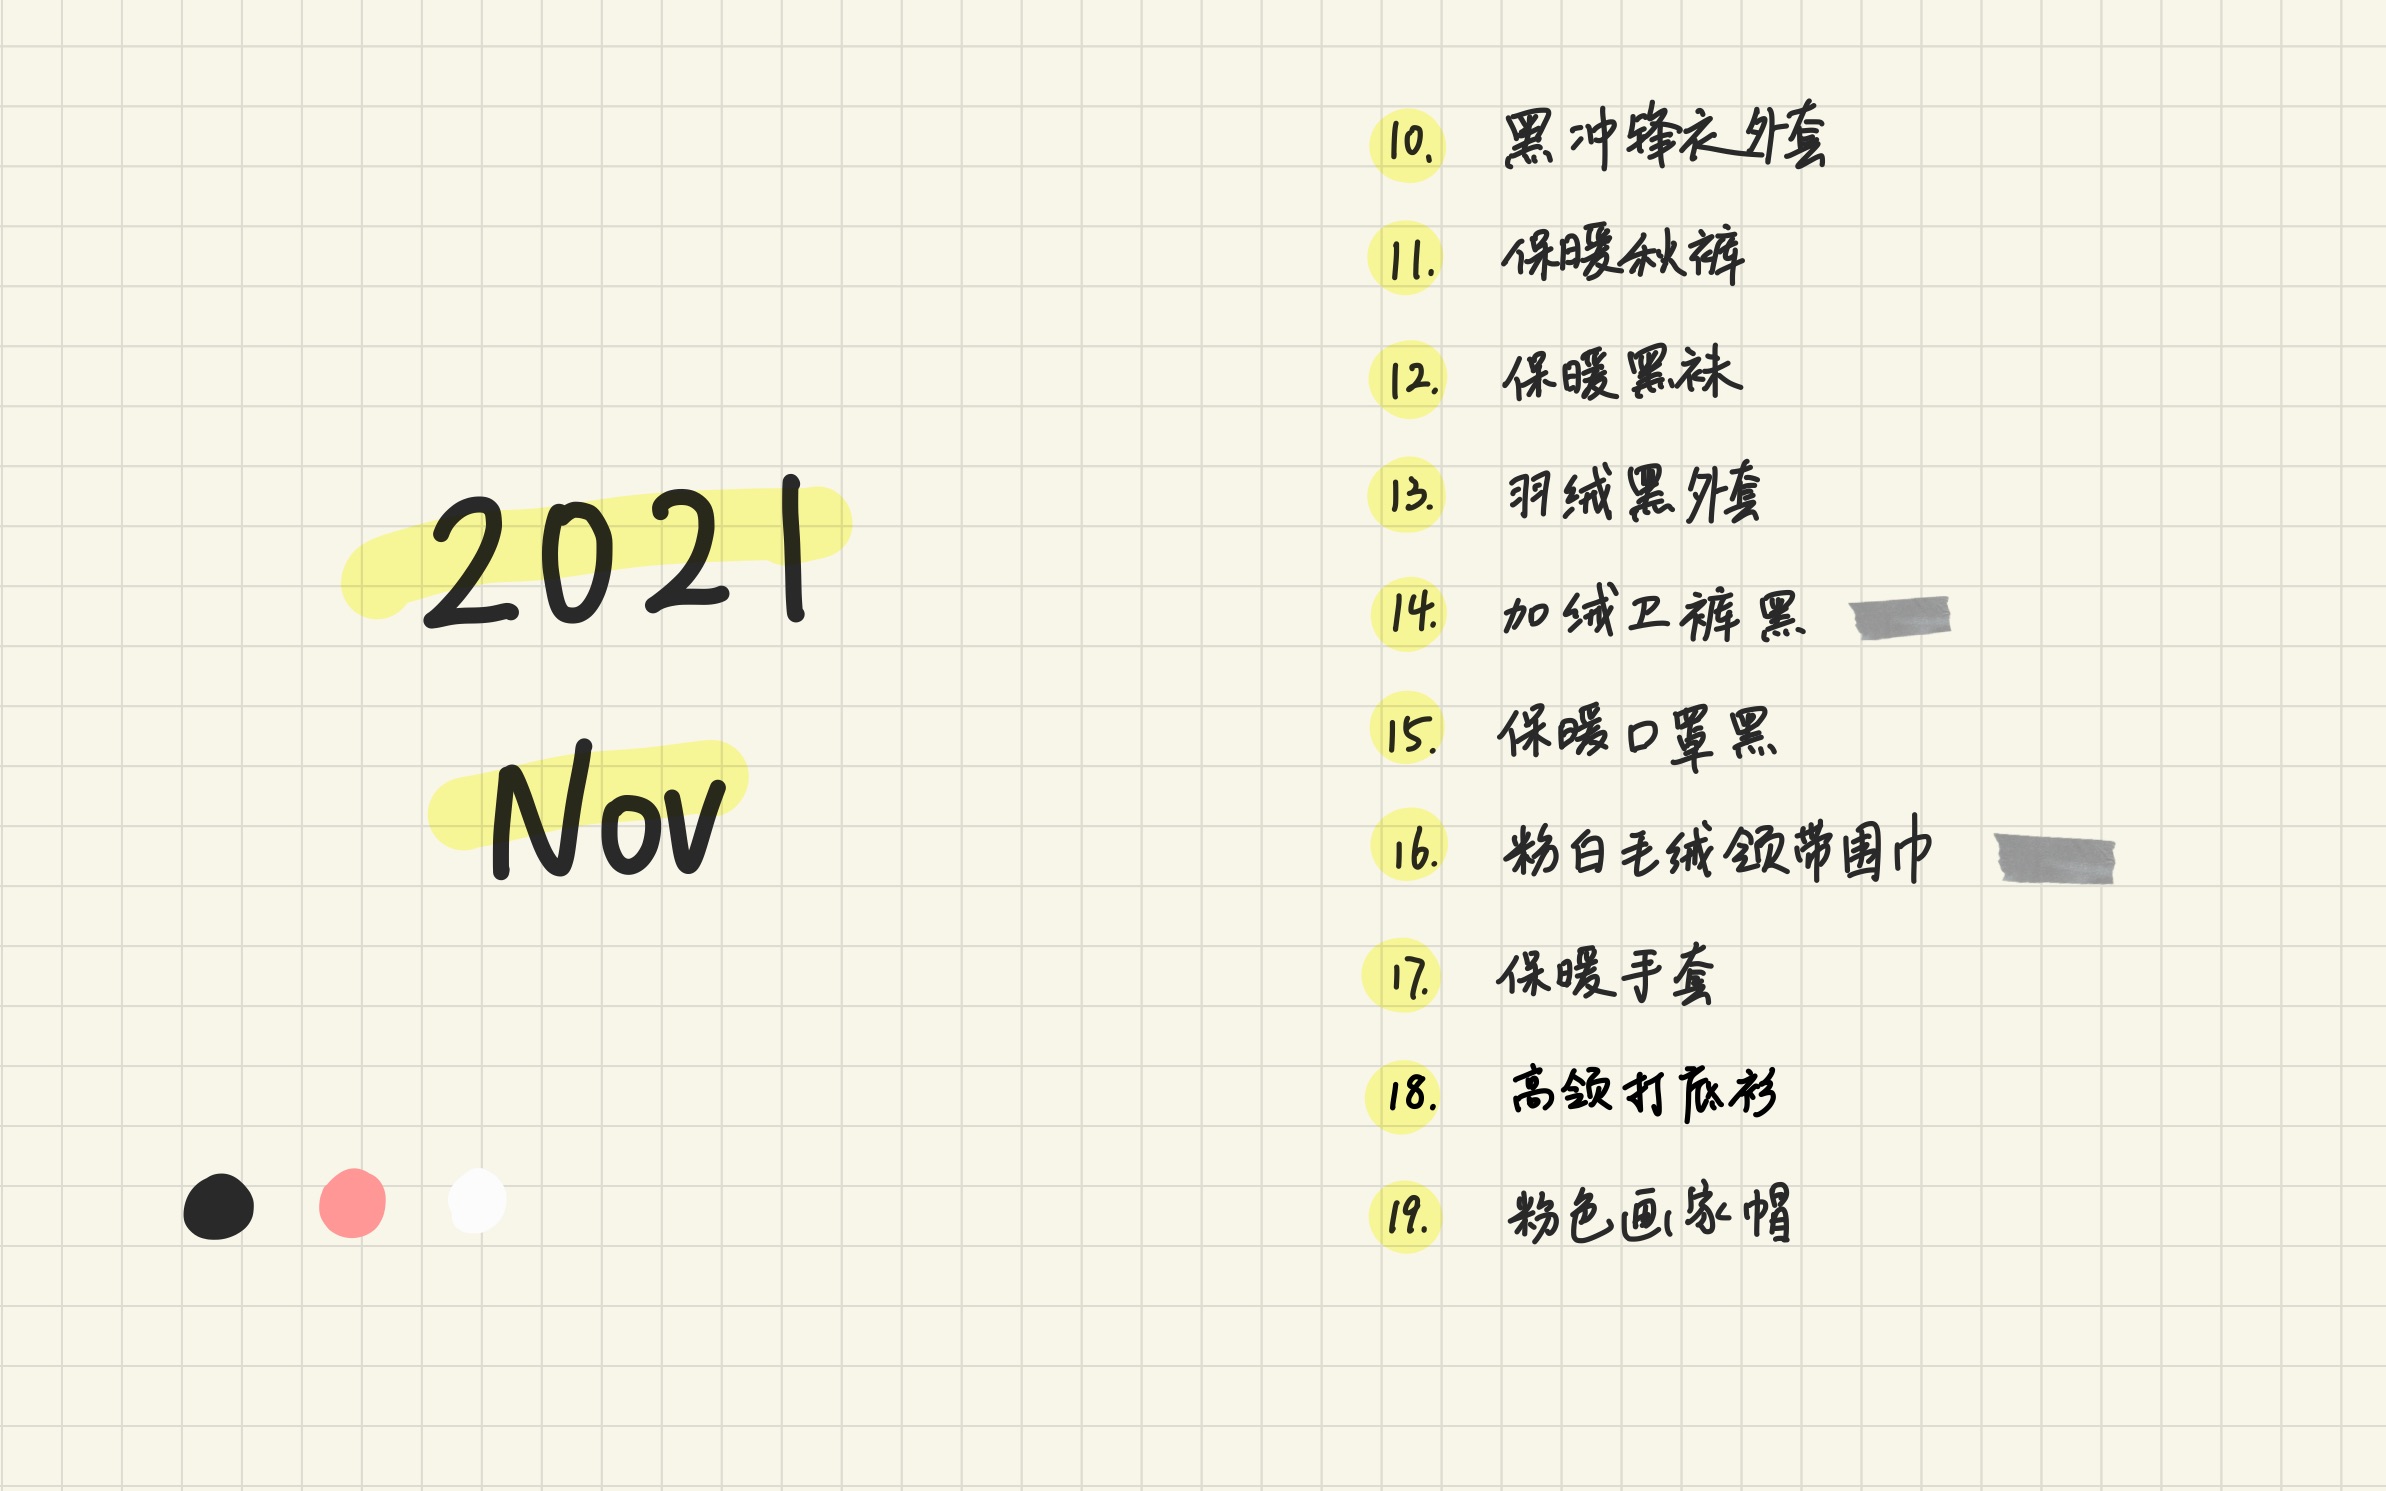 2021
Nov
10. 黑冲锋衣外套
11. 保暖秋裤
12. 保暖黑袜
13. 羽绒黑外套
14. 加绒卫裤黑
15. 保暖口罩黑
16. 粉白毛绒领带围巾
17. 保暖手套
18. 高领打底衫
19. 粉色画家帽